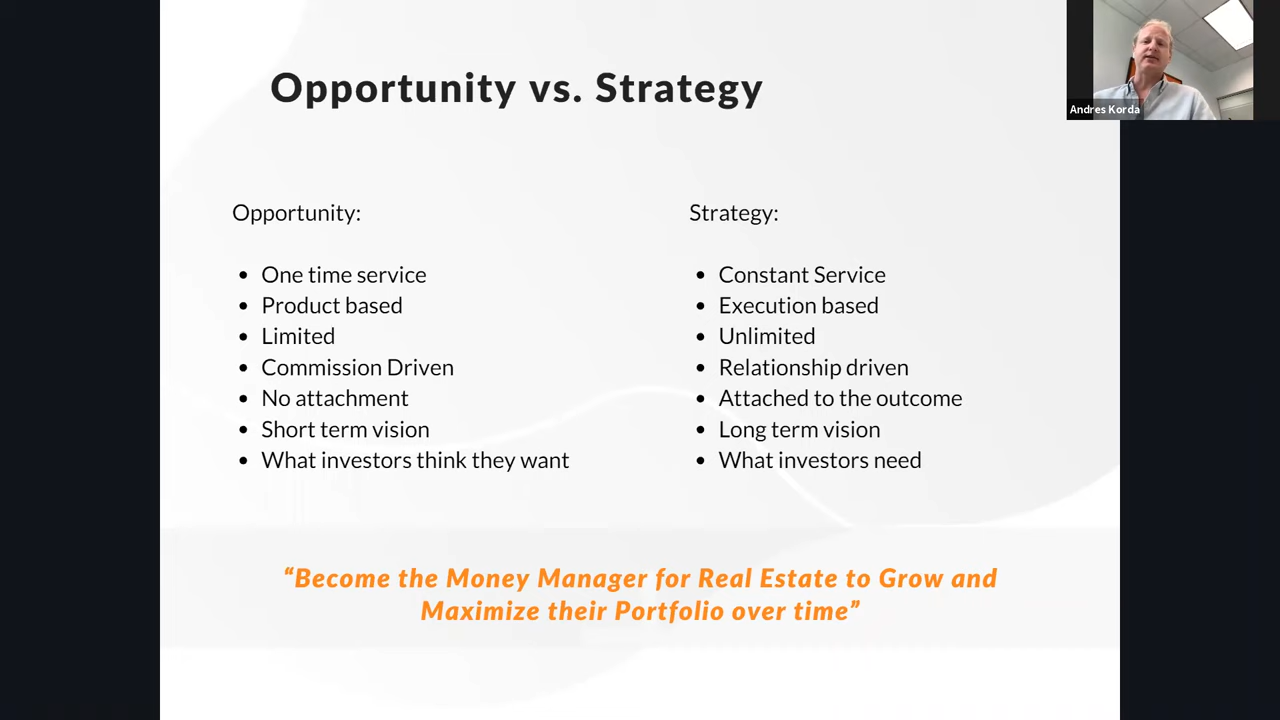 Opportunity vs. Strategy
Andres Korda
Opportunity:
One time service
Product based
Limited
Commission Driven
No attachment
Short term vision
What investors think they want
Strategy:
Constant Service
Execution based
Unlimited
Relationship driven
Attached to the outcome
Long term vision
What investors need
“Become the Money Manager for Real Estate to Grow and
Maximize their Portfolio over time”